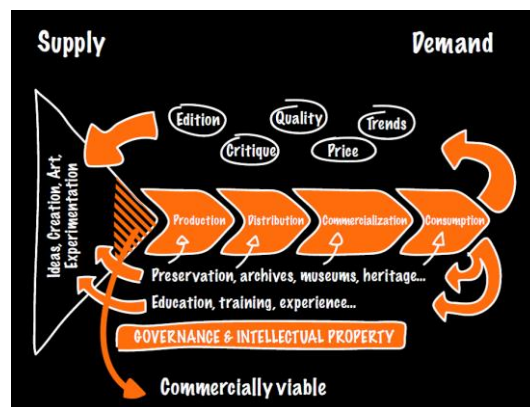 Supply
Demand
Edition
Quality
Trends
Critique
Price
Ideas, Creation, Art,
Experimentation
Production
Distribution
Commercialization
Consumption
Preservation, archives, museums, heritage...
Education, training, experience...
GOVERNANCE & INTELLECTUAL PROPERTY
Commercially viable